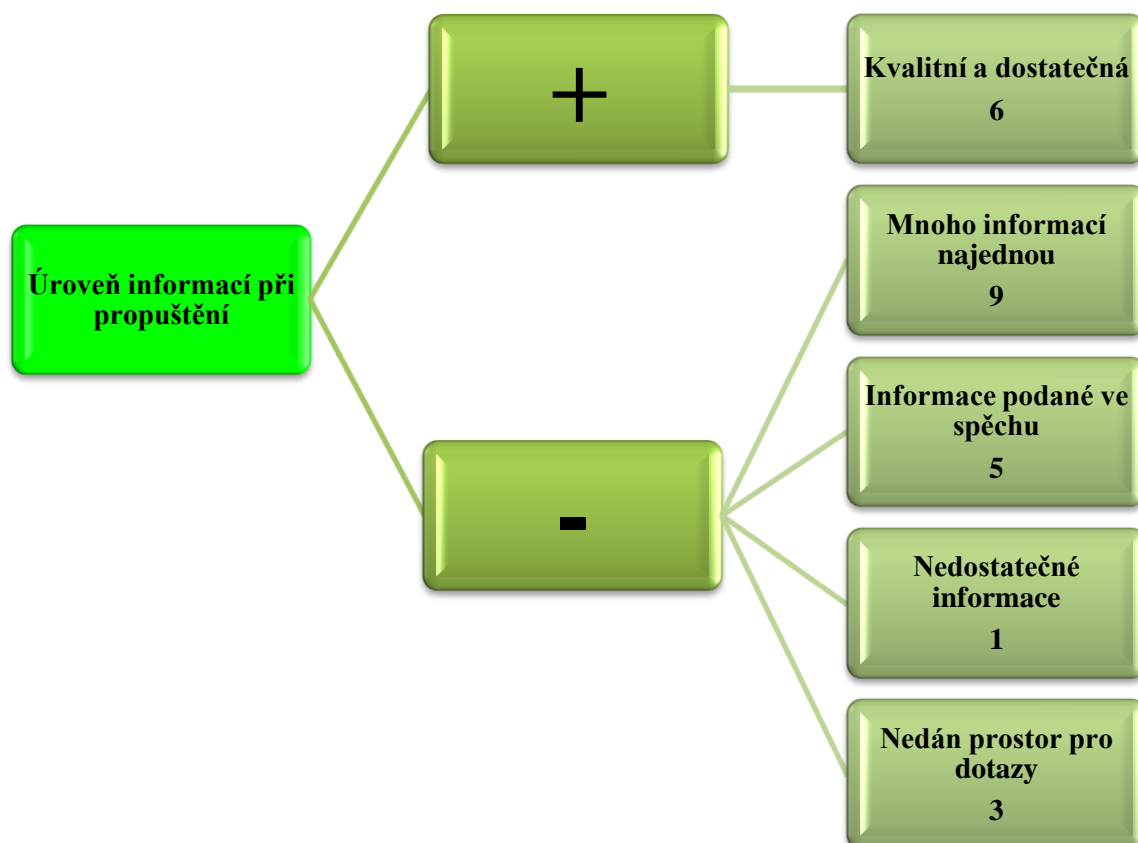 +
Kvalitní a dostatečná
6
Úroveň informací při
propuštění
Mnoho informací
najednou
9
Informace podané ve
spěchu
5
-
Nedostatečné
informace
1
Nedán prostor pro
dotazy
3